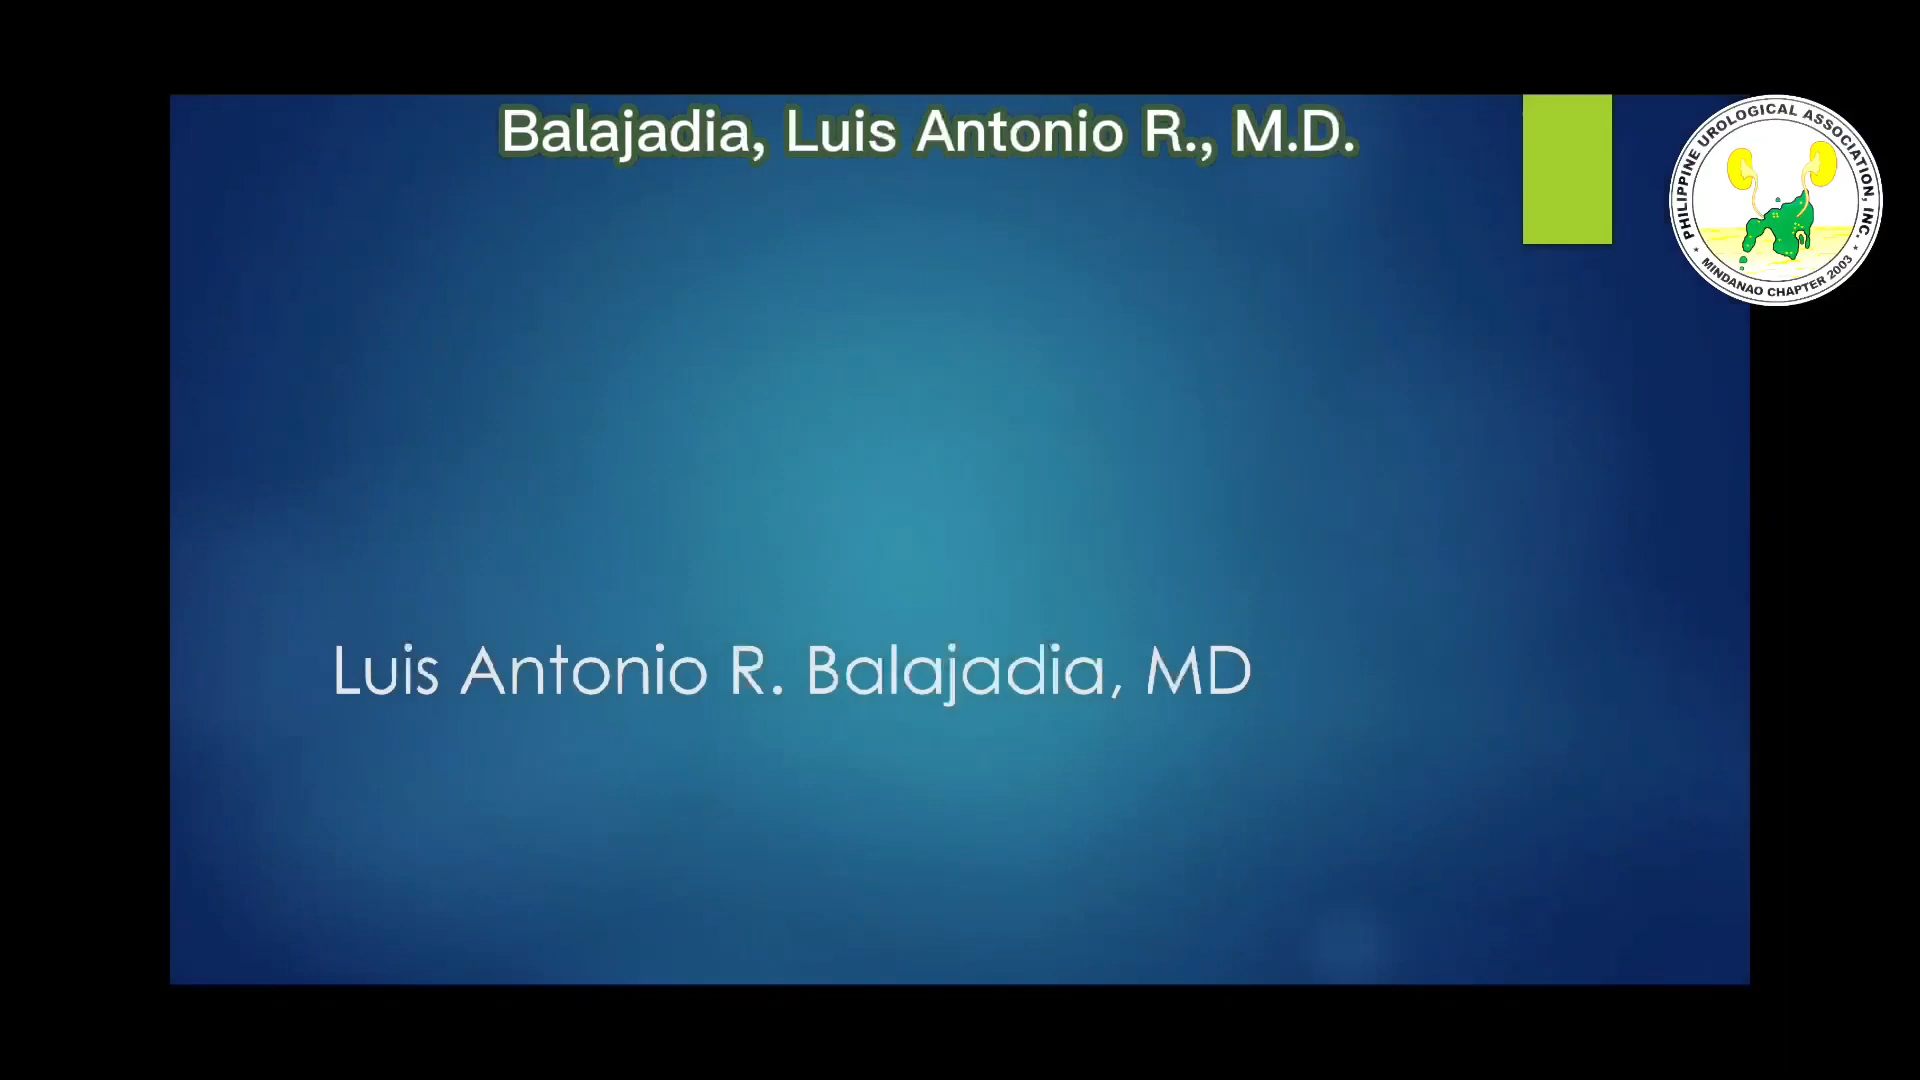 Balajadia, Luis Antonio R., M.D.
PHILIPPINE UROLOGICAL ASSOCIATION, INC.
* MINDANAO CHAPTER 2003 *
Luis Antonio R. Balajadia, MD